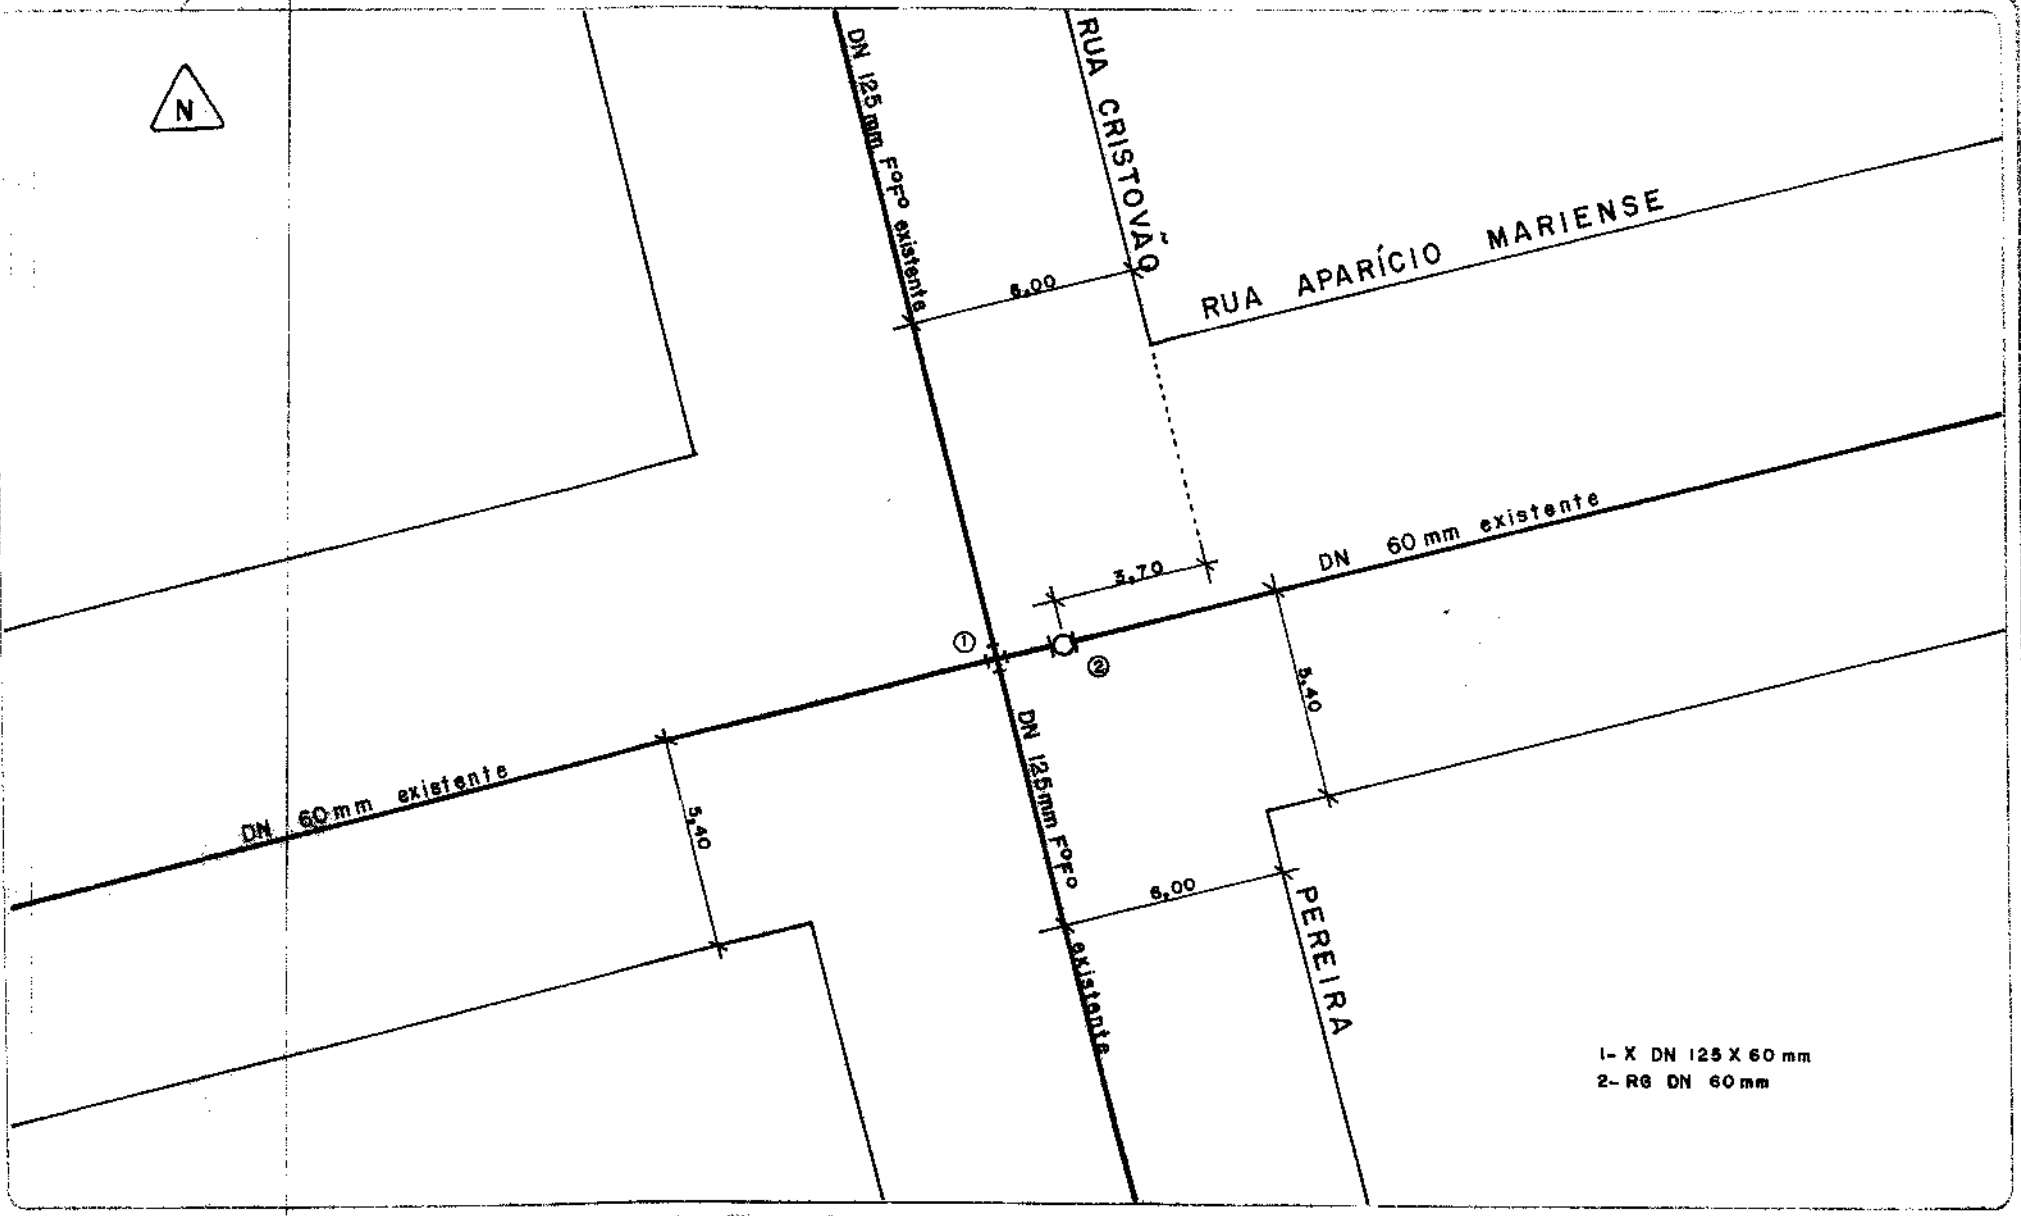 N
DN 125 mm FºFº existente
RUA CRISTOVÃO
RUA APARÍCIO MARIENSE
6,00
DN 60 mm existente
3,70
①
②
5,40
DN 60 mm existente
5,40
DN 125 mm FºFº existente
6,00
PEREIRA
1- X DN 125 X 60 mm
2- RG DN 60 mm